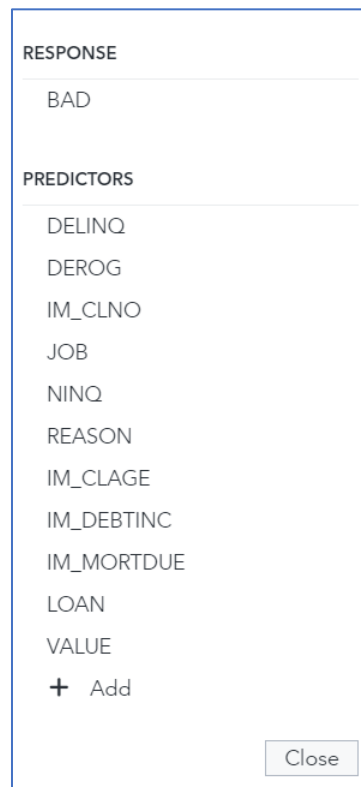 RESPONSE
BAD
PREDICTORS
DELINQ
DEROG
IM_CLNO
JOB
NINQ
REASON
IM_CLAGE
IM_DEBTINC
IM_MORTDUE
LOAN
VALUE
+ Add
Close